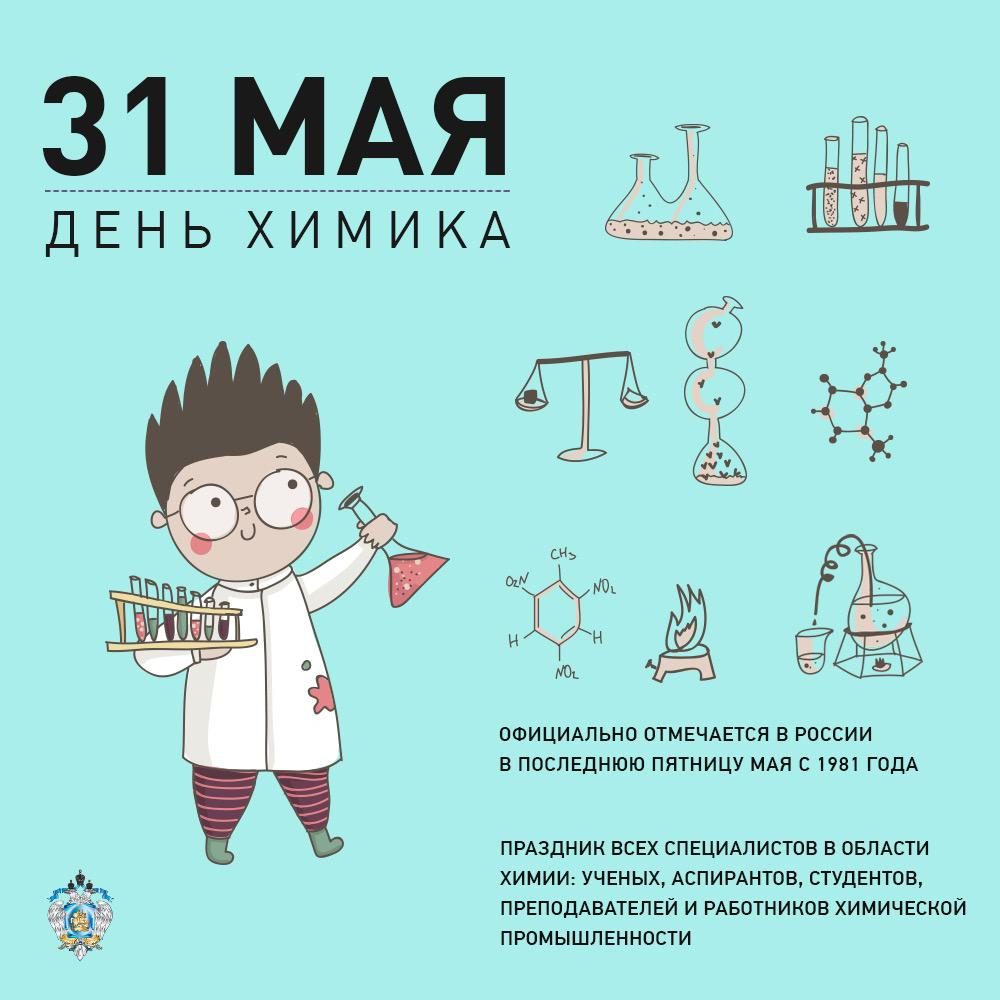 31 МАЯ
ДЕНЬ ХИМИКА
CH3
O2N
NO2
H
H
NO2
ОФИЦИАЛЬНО ОТМЕЧАЕТСЯ В РОССИИ
В ПОСЛЕДНЮЮ ПЯТНИЦУ МАЯ С 1981 ГОДА
ПРАЗДНИК ВСЕХ СПЕЦИАЛИСТОВ В ОБЛАСТИ
ХИМИИ: УЧЕНЫХ, АСПИРАНТОВ, СТУДЕНТОВ,
ПРЕПОДАВАТЕЛЕЙ И РАБОТНИКОВ ХИМИЧЕСКОЙ
ПРОМЫШЛЕННОСТИ